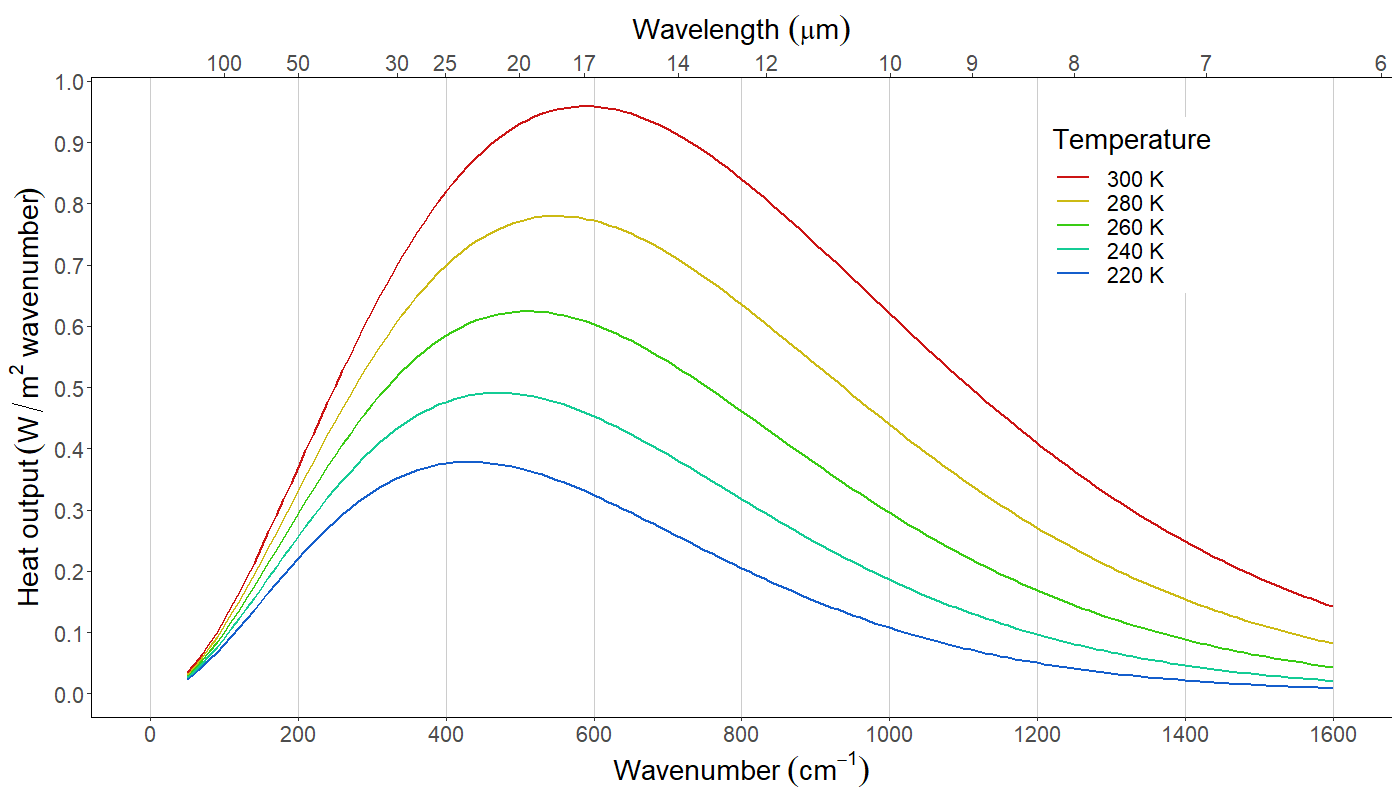 Wavelength (μm)
100 50 30 25 20 17 14 12 10 9 8 7 6
1.0
0.9
0.8
0.7
0.6
0.5
0.4
0.3
0.2
0.1
0.0
Heat output (W / m² wavenumber)
Temperature
300 K
280 K
260 K
240 K
220 K
0 200 400 600 800 1000 1200 1400 1600
Wavenumber (cm⁻¹)